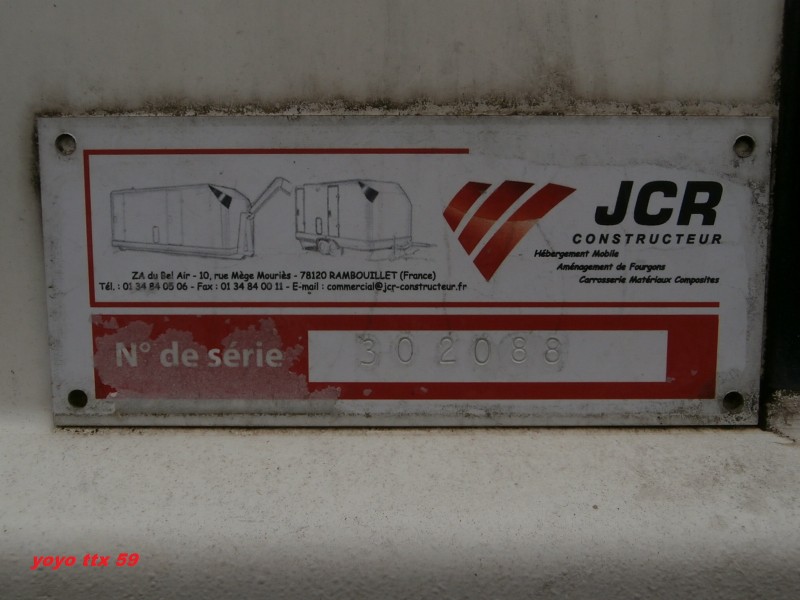 JCR
CONSTRUCTEUR
Hébergement Mobile
Aménagement de Fourgons
Carrosserie Matériaux Composites
ZA du Bel Air - 10, rue Mège Mouriès - 78120 RAMBOUILLET (France)
Tél. : 01 34 84 05 06 - Fax : 01 34 84 00 11 - E-mail : commercial@jcr-constructeur.fr
N° de série 302088
yoyo ttx 59